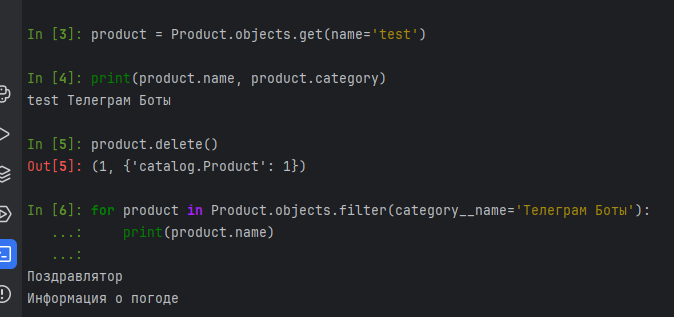 In [3]: product = Product.objects.get(name='test')
In [4]: print(product.name, product.category)
test Телеграм Боты
In [5]: product.delete()
Out[5]: (1, {'catalog.Product': 1})
In [6]: for product in Product.objects.filter(category__name='Телеграм Боты'):
   ...:     print(product.name)
   ...:
Поздравлятор
Информация о погоде